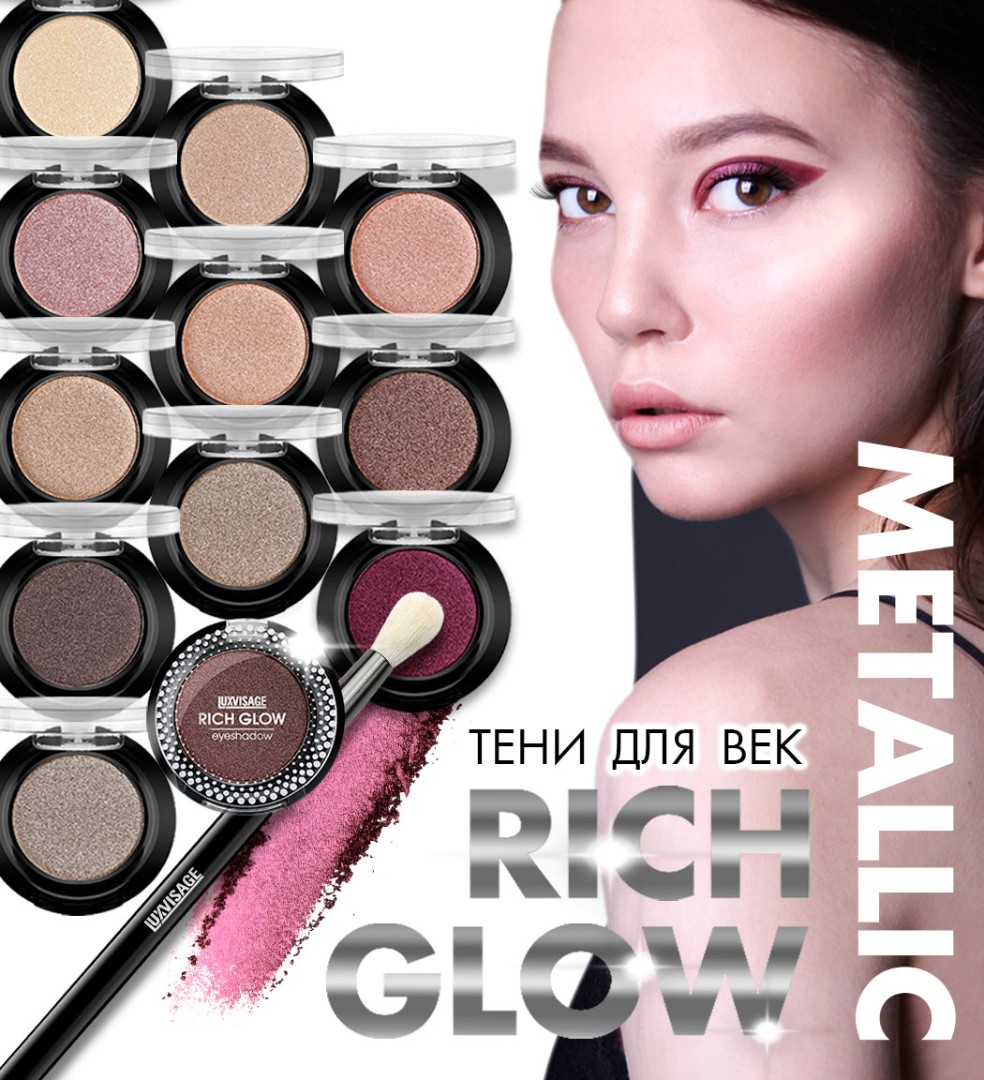 LUXVISAGE
RICH GLOW
eyeshadow
LUXVISAGE
ТЕНИ ДЛЯ ВЕК
RICH
GLOW
METALLIC